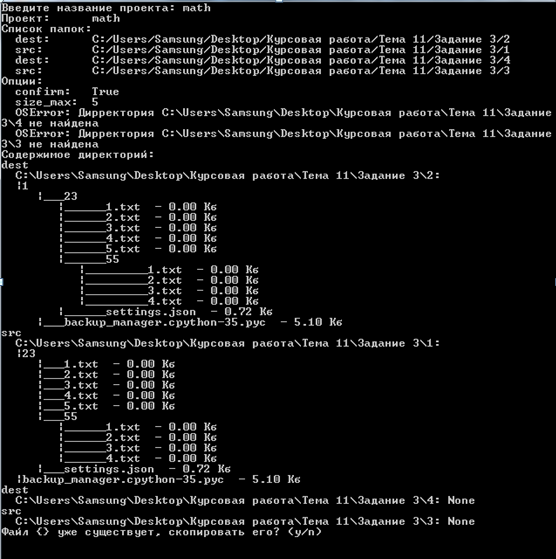 Введите название проекта: math
Проект:      math
Список папок:
  dest:      C:/Users/Samsung/Desktop/Курсовая работа/Тема 11/Задание 3/2
  src:       C:/Users/Samsung/Desktop/Курсовая работа/Тема 11/Задание 3/1
  dest:      C:/Users/Samsung/Desktop/Курсовая работа/Тема 11/Задание 3/4
  src:       C:/Users/Samsung/Desktop/Курсовая работа/Тема 11/Задание 3/3
Опции:
  confirm:   True
  size_max:  5
  OSError: Дирректория C:\Users\Samsung\Desktop\Курсовая работа\Тема 11\Задание
3\4 не найдена
  OSError: Дирректория C:\Users\Samsung\Desktop\Курсовая работа\Тема 11\Задание
3\3 не найдена
Содержимое директорий:
dest
  C:\Users\Samsung\Desktop\Курсовая работа\Тема 11\Задание 3\2:
  ¦1
     ¦___23
        ¦______1.txt  - 0.00 Кб
        ¦______2.txt  - 0.00 Кб
        ¦______3.txt  - 0.00 Кб
        ¦______4.txt  - 0.00 Кб
        ¦______5.txt  - 0.00 Кб
        ¦______55
           ¦_________1.txt  - 0.00 Кб
           ¦_________2.txt  - 0.00 Кб
           ¦_________3.txt  - 0.00 Кб
           ¦_________4.txt  - 0.00 Кб
        ¦______settings.json  - 0.72 Кб
     ¦___backup_manager.cpython-35.pyc  - 5.10 Кб
src
  C:\Users\Samsung\Desktop\Курсовая работа\Тема 11\Задание 3\1:
  ¦23
     ¦___1.txt  - 0.00 Кб
     ¦___2.txt  - 0.00 Кб
     ¦___3.txt  - 0.00 Кб
     ¦___4.txt  - 0.00 Кб
     ¦___5.txt  - 0.00 Кб
     ¦___55
        ¦______1.txt  - 0.00 Кб
        ¦______2.txt  - 0.00 Кб
        ¦______3.txt  - 0.00 Кб
        ¦______4.txt  - 0.00 Кб
     ¦___settings.json  - 0.72 Кб
  ¦backup_manager.cpython-35.pyc  - 5.10 Кб
dest
  C:\Users\Samsung\Desktop\Курсовая работа\Тема 11\Задание 3\4: None
src
  C:\Users\Samsung\Desktop\Курсовая работа\Тема 11\Задание 3\3: None
Файл {} уже существует, скопировать его? (y/n)